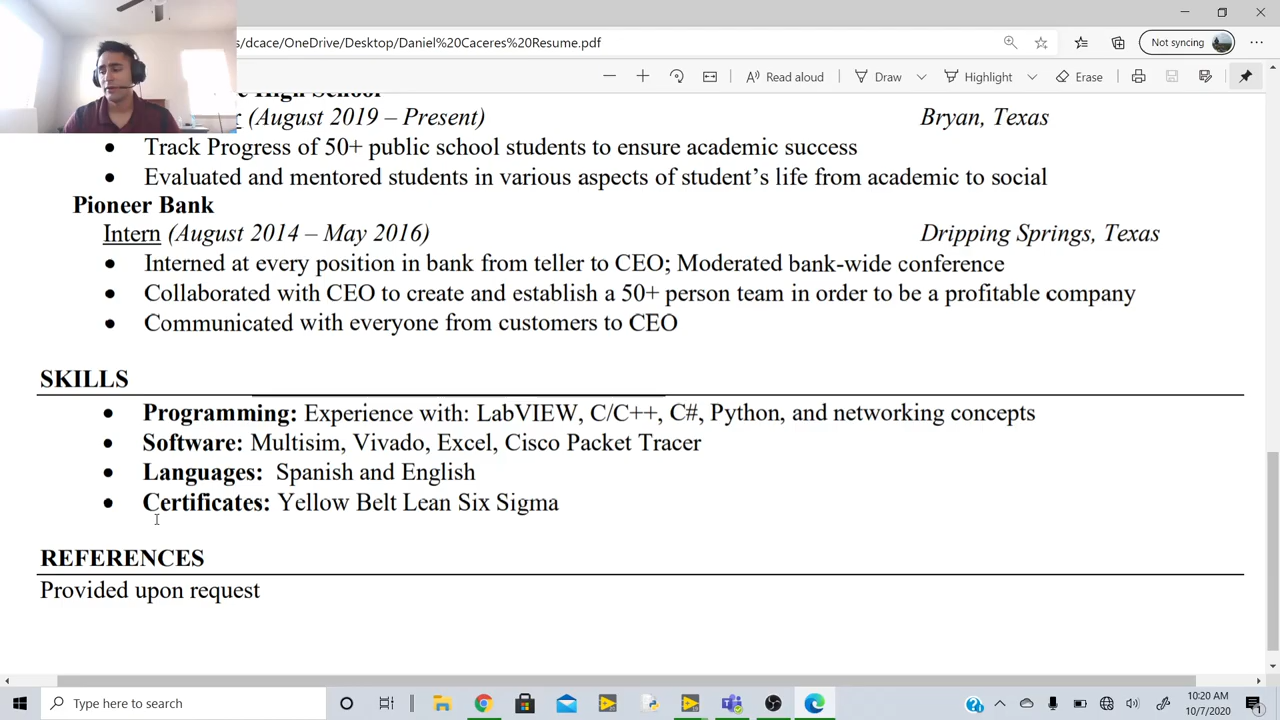 s/dcace/OneDrive/Desktop/Daniel%20Caceres%20Resume.pdf
Not syncing
Read aloud
Draw
Highlight
Erase
High School
(August 2019 – Present) Bryan, Texas
● Track Progress of 50+ public school students to ensure academic success
● Evaluated and mentored students in various aspects of student's life from academic to social
Pioneer Bank
Intern (August 2014 – May 2016) Dripping Springs, Texas
● Interned at every position in bank from teller to CEO; Moderated bank-wide conference
● Collaborated with CEO to create and establish a 50+ person team in order to be a profitable company
● Communicated with everyone from customers to CEO
SKILLS
● Programming: Experience with: LabVIEW, C/C++, C#, Python, and networking concepts
● Software: Multisim, Vivado, Excel, Cisco Packet Tracer
● Languages: Spanish and English
● Certificates: Yellow Belt Lean Six Sigma
REFERENCES
Provided upon request
Type here to search
10:20 AM
10/7/2020